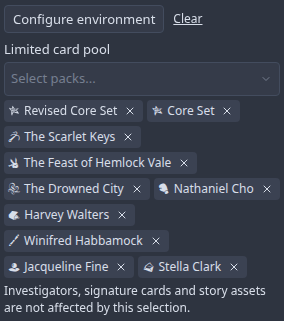 Configure environment Clear
Limited card pool
Select packs...
Revised Core Set × Core Set ×
The Scarlet Keys ×
The Feast of Hemlock Vale ×
The Drowned City × Nathaniel Cho ×
Harvey Walters ×
Winifred Habbamock ×
Jacqueline Fine × Stella Clark ×
Investigators, signature cards and story assets
are not affected by this selection.